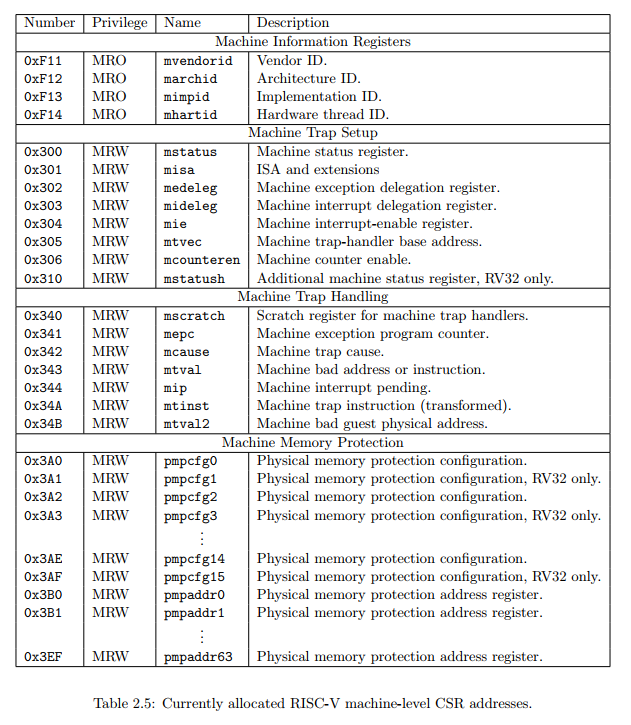 Number Privilege Name Description
Machine Information Registers
0xF11 MRO mvendorid Vendor ID.
0xF12 MRO marchid Architecture ID.
0xF13 MRO mimpid Implementation ID.
0xF14 MRO mhartid Hardware thread ID.
Machine Trap Setup
0x300 MRW mstatus Machine status register.
0x301 MRW misa ISA and extensions
0x302 MRW medeleg Machine exception delegation register.
0x303 MRW mideleg Machine interrupt delegation register.
0x304 MRW mie Machine interrupt-enable register.
0x305 MRW mtvec Machine trap-handler base address.
0x306 MRW mcounteren Machine counter enable.
0x310 MRW mstatush Additional machine status register, RV32 only.
Machine Trap Handling
0x340 MRW mscratch Scratch register for machine trap handlers.
0x341 MRW mepc Machine exception program counter.
0x342 MRW mcause Machine trap cause.
0x343 MRW mtval Machine bad address or instruction.
0x344 MRW mip Machine interrupt pending.
0x34A MRW mtinst Machine trap instruction (transformed).
0x34B MRW mtval2 Machine bad guest physical address.
Machine Memory Protection
0x3A0 MRW pmpcfg0 Physical memory protection configuration.
0x3A1 MRW pmpcfg1 Physical memory protection configuration, RV32 only.
0x3A2 MRW pmpcfg2 Physical memory protection configuration.
0x3A3 MRW pmpcfg3 Physical memory protection configuration, RV32 only.
⋮
0x3AE MRW pmpcfg14 Physical memory protection configuration.
0x3AF MRW pmpcfg15 Physical memory protection configuration, RV32 only.
0x3B0 MRW pmpaddr0 Physical memory protection address register.
0x3B1 MRW pmpaddr1 Physical memory protection address register.
⋮
0x3EF MRW pmpaddr63 Physical memory protection address register.
Table 2.5: Currently allocated RISC-V machine-level CSR addresses.